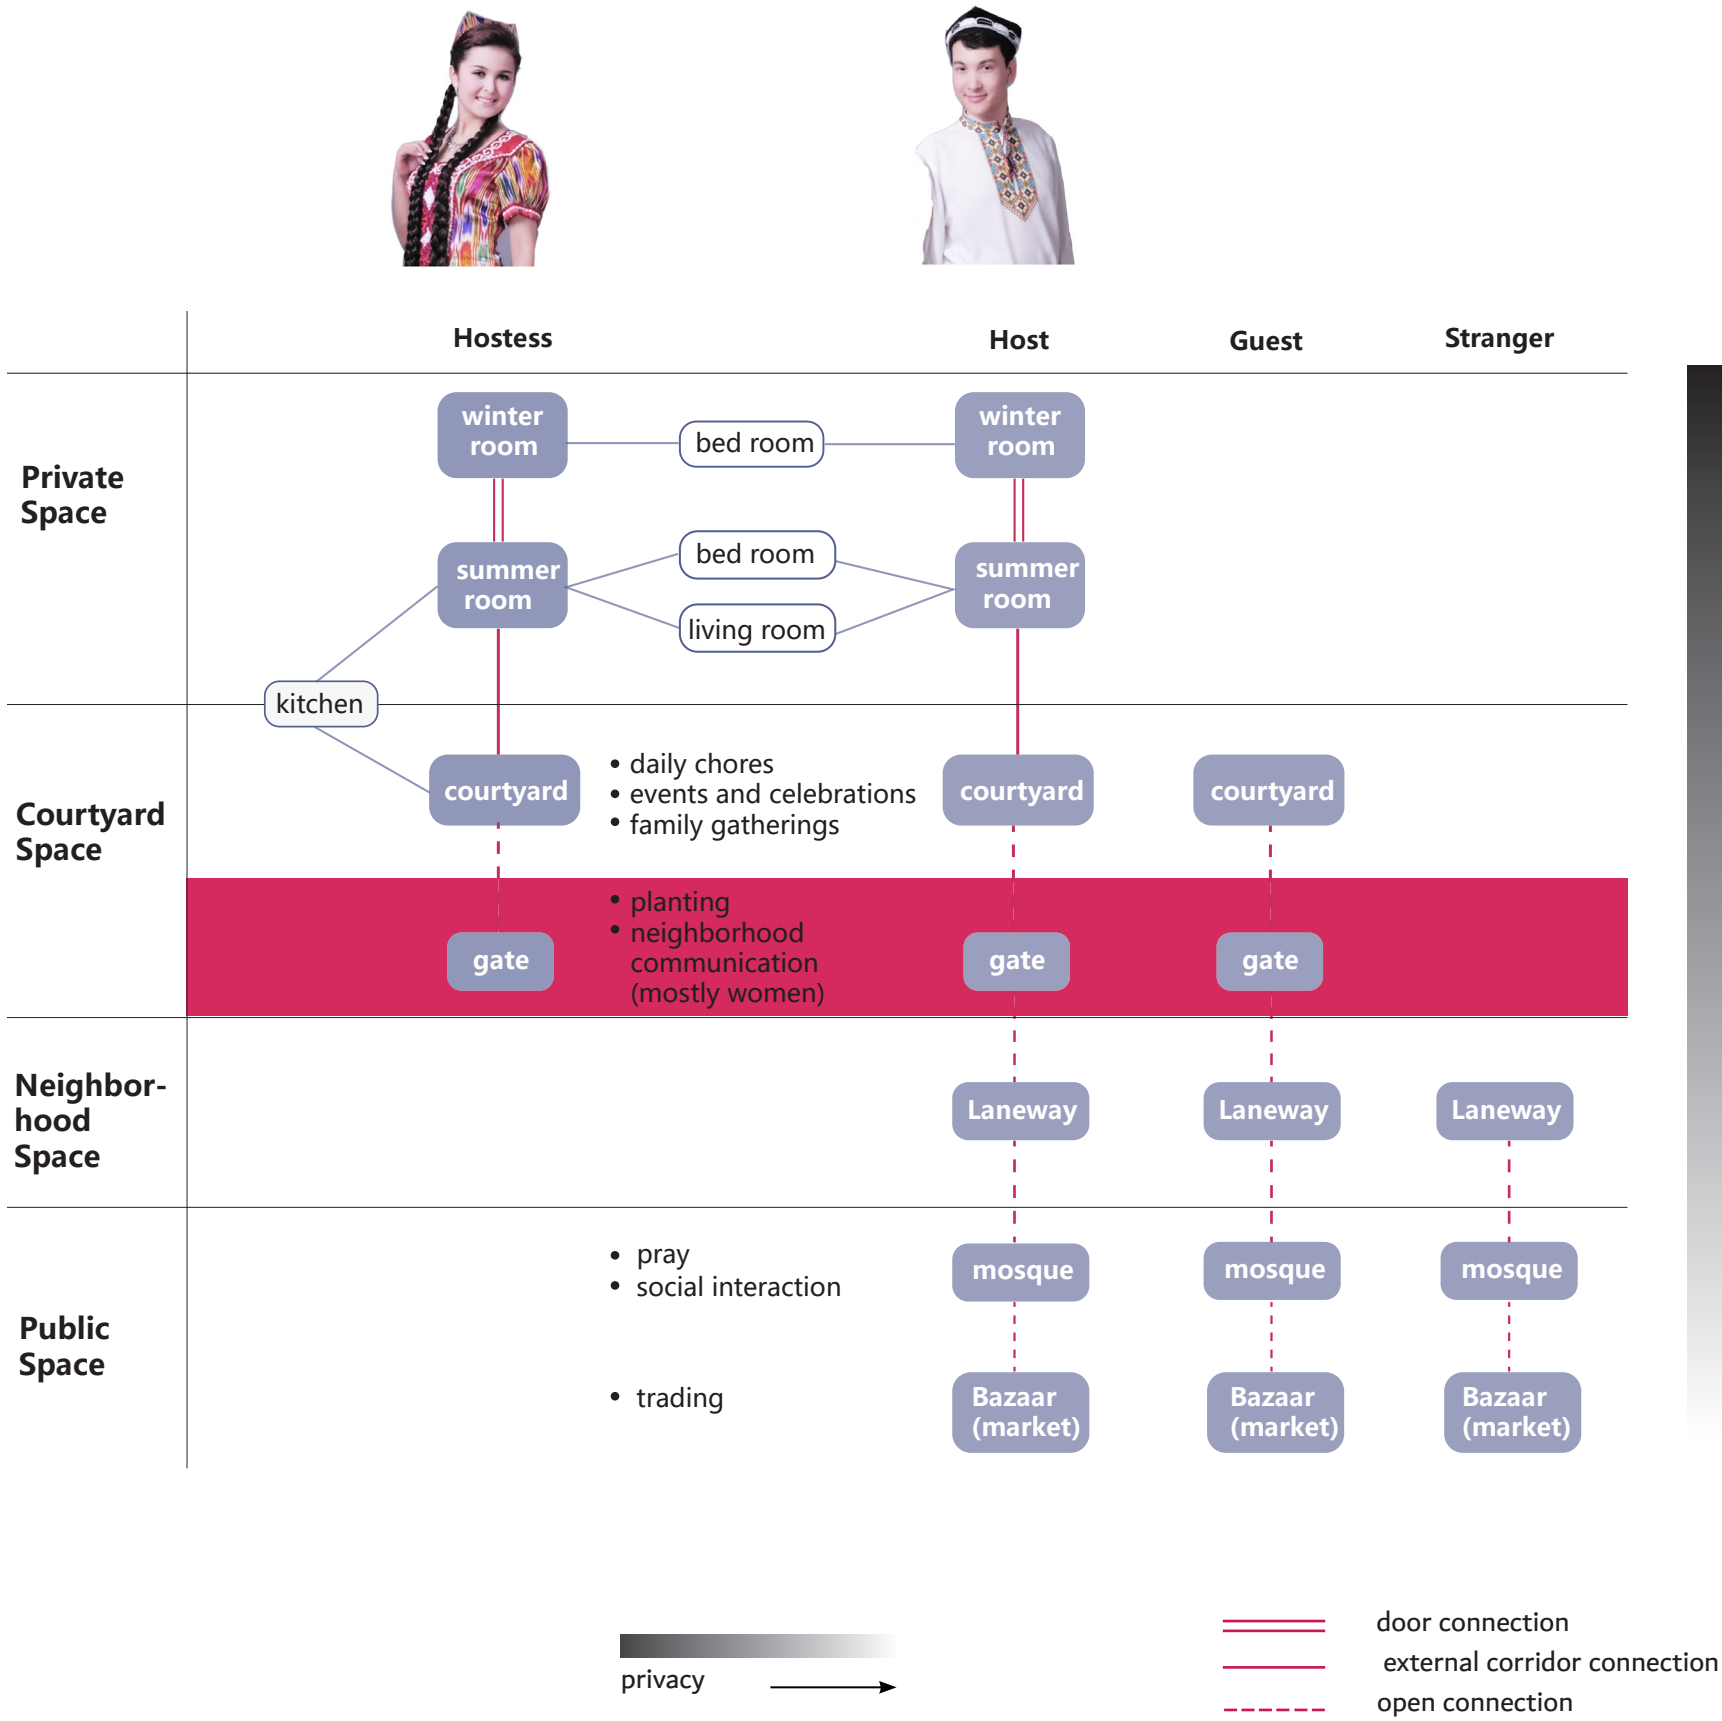 Hostess
Host
Guest
Stranger
Private
Space
winter
room
bed room
winter
room
summer
room
bed room
living room
summer
room
kitchen
Courtyard
Space
courtyard
• daily chores
• events and celebrations
• family gatherings
courtyard
courtyard
gate
• planting
• neighborhood
communication
(mostly women)
gate
gate
Neighbor-
hood
Space
Laneway
Laneway
Laneway
Public
Space
• pray
• social interaction
mosque
mosque
mosque
• trading
Bazaar
(market)
Bazaar
(market)
Bazaar
(market)
privacy
door connection
external corridor connection
open connection